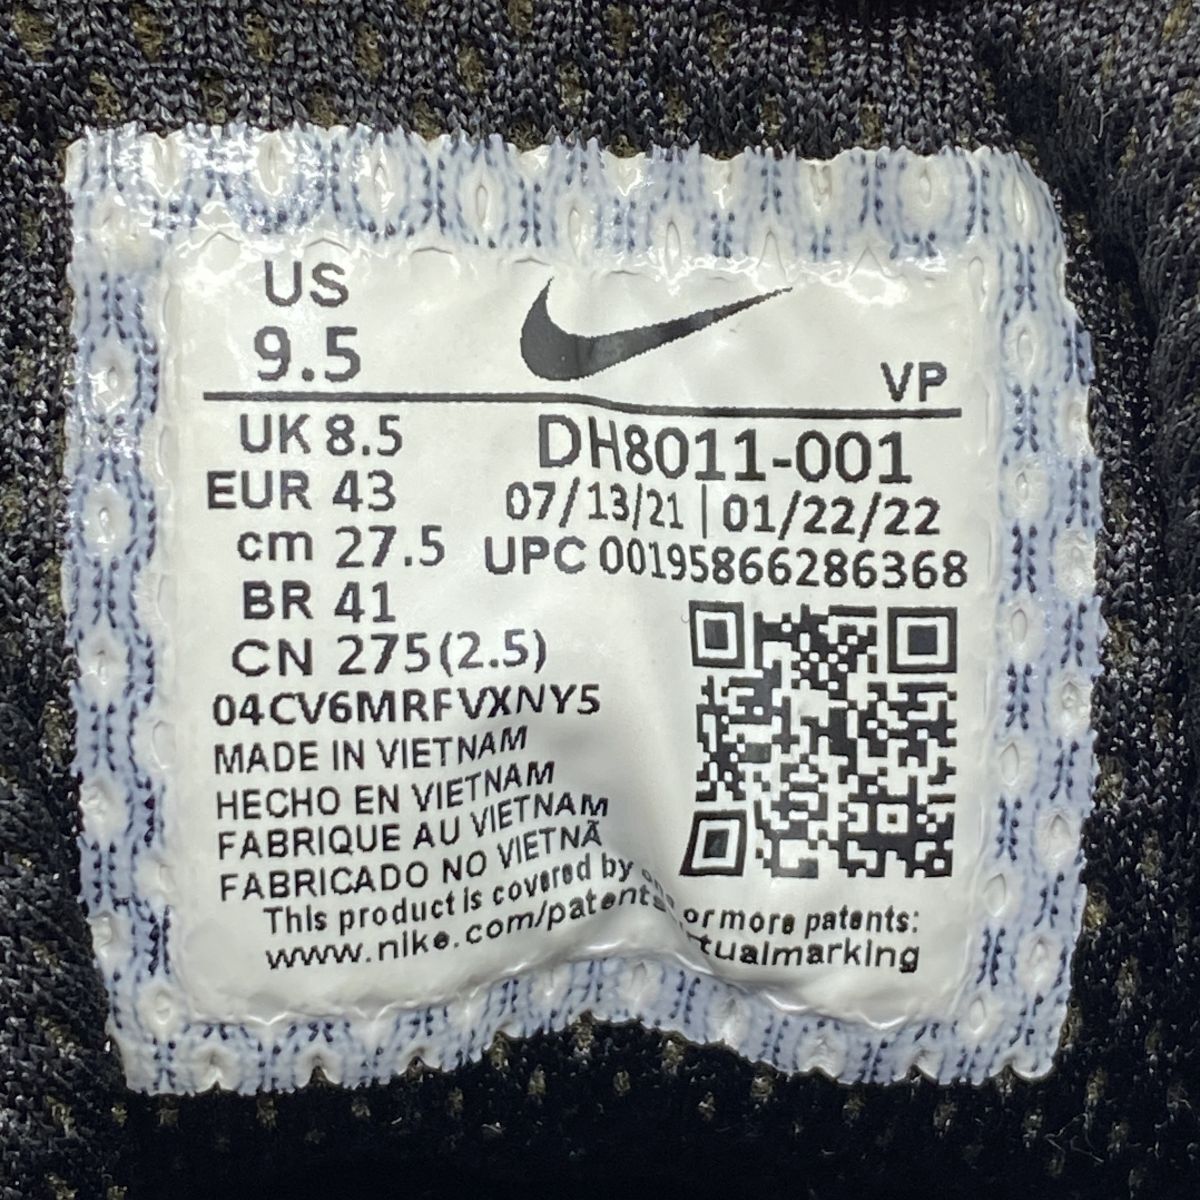 US
9.5
VP
UK 8.5
EUR 43
cm 27.5
BR 41
CN 275(2.5)
DH8011-001
07/13/21 | 01/22/22
UPC 00195866286368
04CV6MRFVXNY5
MADE IN VIETNAM
HECHO EN VIETNAM
FABRIQUE AU VIETNAM
FABRICADO NO VIETNÃ
This product is covered by or more patents:
www.nike.com/patents tualmarking